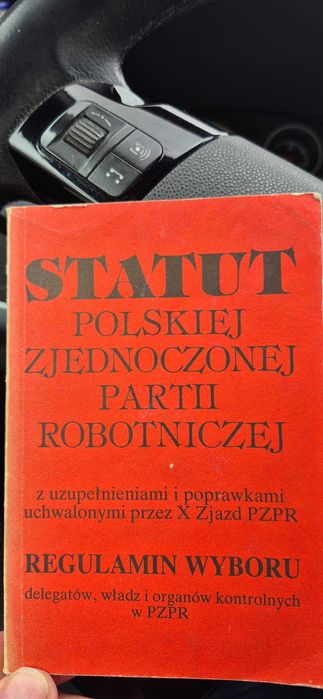 STATUT
POLSKIEJ
ZJEDNOCZONEJ
PARTII
ROBOTNICZEJ
z uzupełnieniami i poprawkami
uchwalonymi przez X Zjazd PZPR
REGULAMIN WYBORU
delegatów, władz i organów kontrolnych
w PZPR